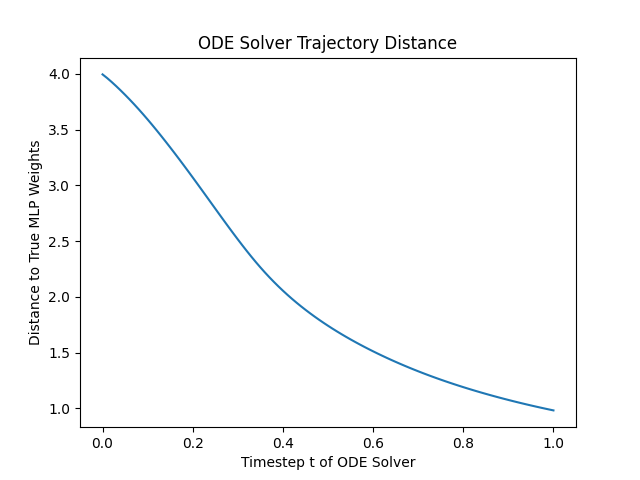 ODE Solver Trajectory Distance
Distance to True MLP Weights
4.0
3.5
3.0
2.5
2.0
1.5
1.0
0.0 0.2 0.4 0.6 0.8 1.0
Timestep t of ODE Solver